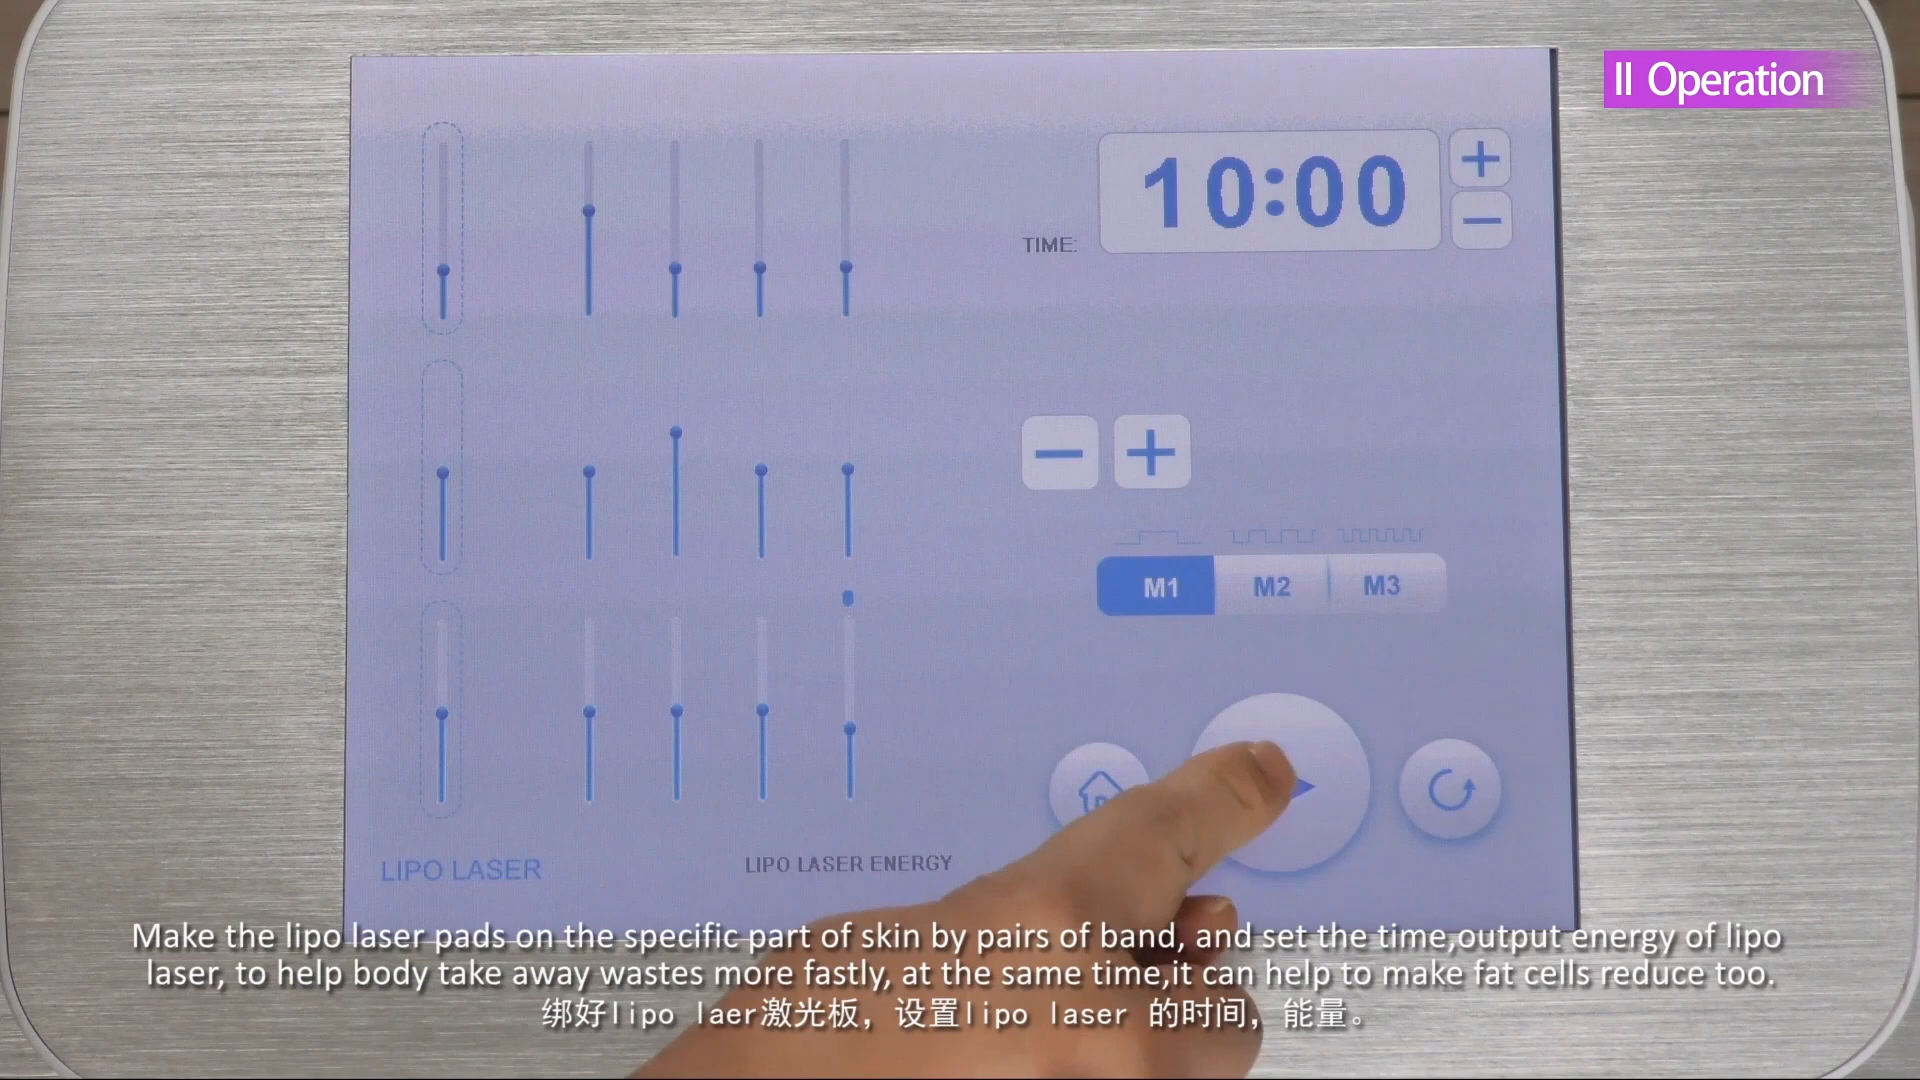 II Operation
10:00
TIME:
M1 M2 M3
LIPO LASER
LIPO LASER ENERGY
Make the lipo laser pads on the specific part of skin by pairs of band, and set the time,output energy of lipo
laser, to help body take away wastes more fastly, at the same time,it can help to make fat cells reduce too.
绑好lipo laer激光板，设置lipo laser 的时间，能量。